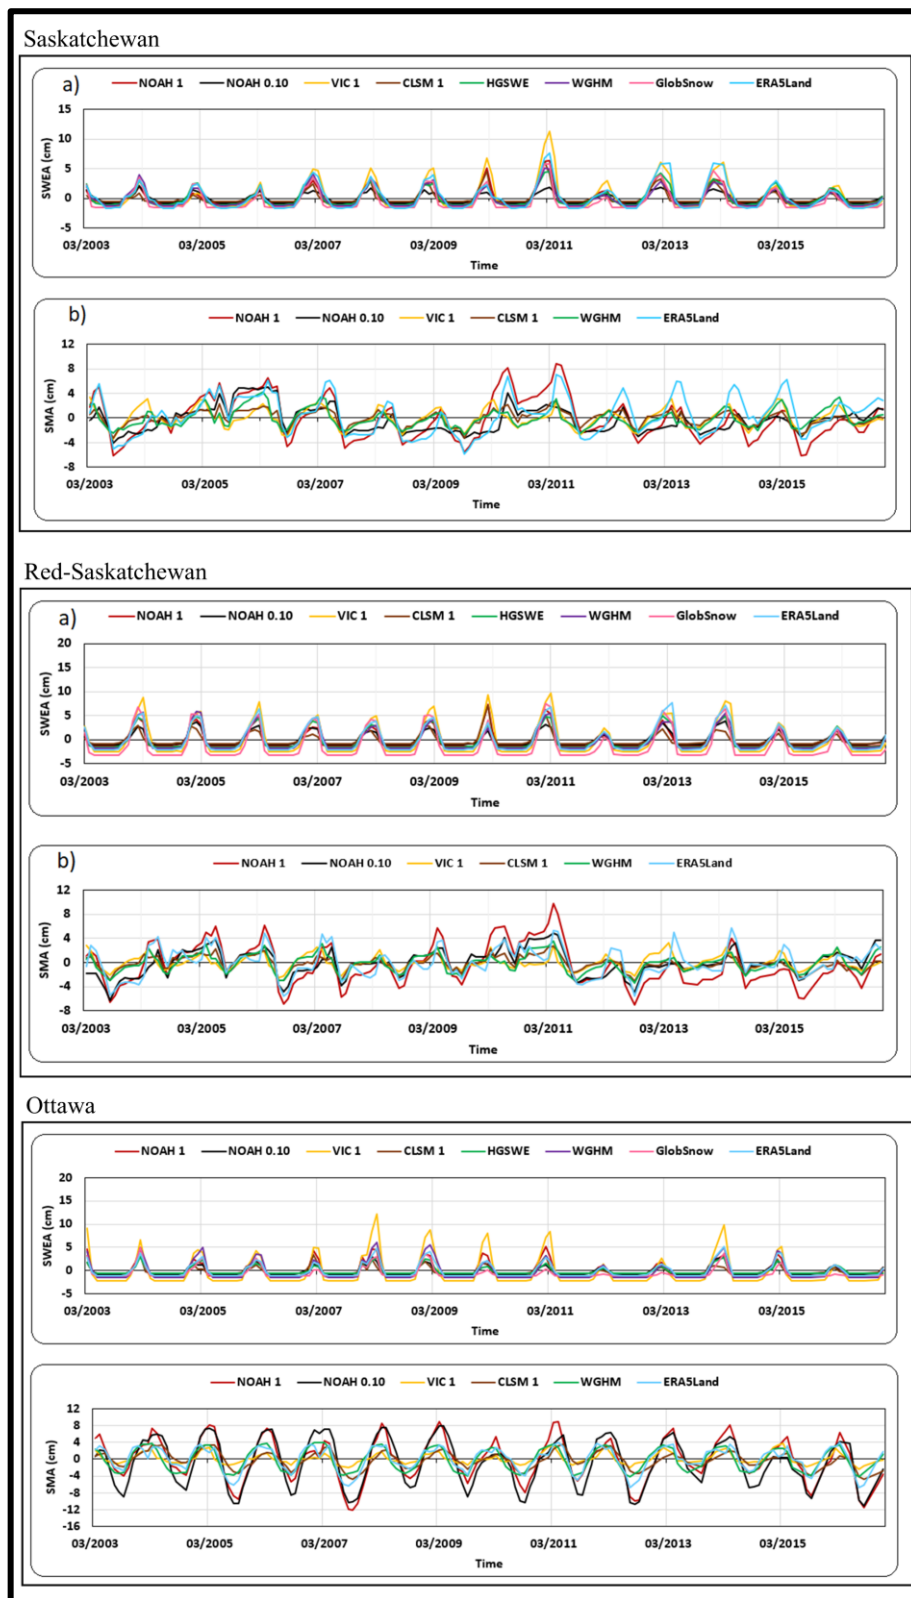 Saskatchewan
a) NOAH 1 NOAH 0.10 VIC 1 CLSM 1 HGSWE WGHM GlobSnow ERA5Land
15
10
5
0
-5
SWEA (cm)
03/2003 03/2005 03/2007 03/2009 03/2011 03/2013 03/2015
Time
b) NOAH 1 NOAH 0.10 VIC 1 CLSM 1 WGHM ERA5Land
12
8
4
0
-4
-8
SMA (cm)
03/2003 03/2005 03/2007 03/2009 03/2011 03/2013 03/2015
Time
Red-Saskatchewan
a) NOAH 1 NOAH 0.10 VIC 1 CLSM 1 HGSWE WGHM GlobSnow ERA5Land
20
15
10
5
0
-5
SWEA (cm)
03/2003 03/2005 03/2007 03/2009 03/2011 03/2013 03/2015
Time
b) NOAH 1 NOAH 0.10 VIC 1 CLSM 1 WGHM ERA5Land
12
8
4
0
-4
-8
SMA (cm)
03/2003 03/2005 03/2007 03/2009 03/2011 03/2013 03/2015
Time
Ottawa
NOAH 1 NOAH 0.10 VIC 1 CLSM 1 HGSWE WGHM GlobSnow ERA5Land
20
15
10
5
0
-5
SWEA (cm)
03/2003 03/2005 03/2007 03/2009 03/2011 03/2013 03/2015
Time
NOAH 1 NOAH 0.10 VIC 1 CLSM 1 WGHM ERA5Land
12
8
4
0
-4
-8
-12
-16
SMA (cm)
03/2003 03/2005 03/2007 03/2009 03/2011 03/2013 03/2015
Time